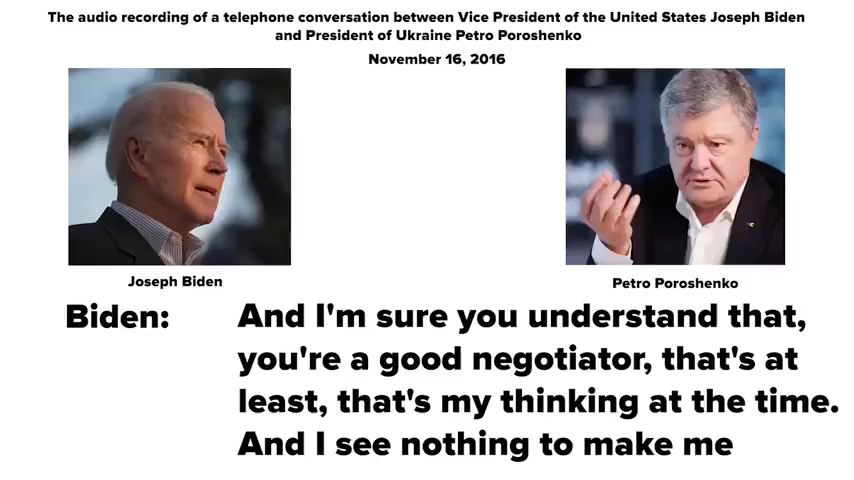 The audio recording of a telephone conversation between Vice President of the United States Joseph Biden
and President of Ukraine Petro Poroshenko
November 16, 2016
Joseph Biden
Petro Poroshenko
Biden:
And I'm sure you understand that,
you're a good negotiator, that's at
least, that's my thinking at the time.
And I see nothing to make me